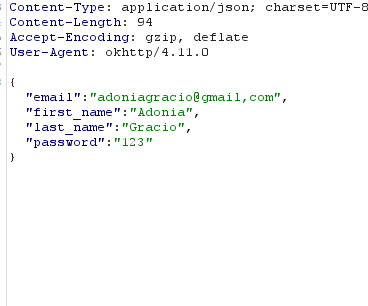 Content-Type: application/json; charset=UTF-8
Content-Length: 94
Accept-Encoding: gzip, deflate
User-Agent: okhttp/4.11.0
{
"email":"adoniagracio@gmail,com",
"first_name":"Adonia",
"last_name":"Gracio",
"password":"123"
}